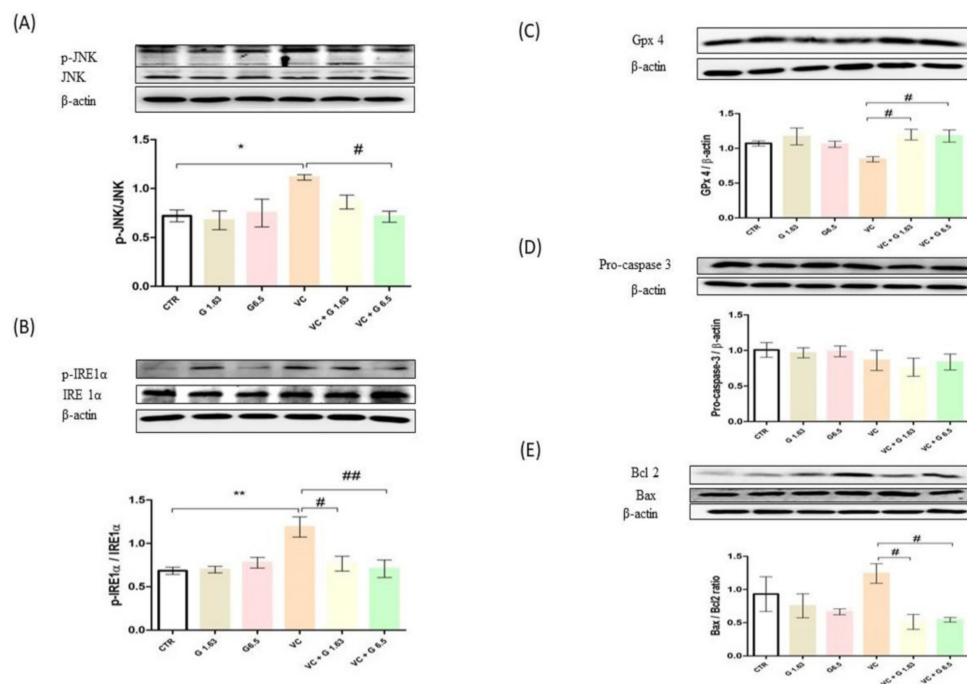 (A)
p-JNK
JNK
β-actin
*
#
p-JNK/JNK
1.5
1.0
0.5
0.0
CTR
G 1.63
G6.5
VC
VC + G 1.63
VC + G 6.5
(B)
p-IRE1α
IRE 1α
β-actin
**
##
#
p-IRE1α / IRE1α
1.5
1.0
0.5
0.0
CTR
G 1.63
G6.5
VC
VC + G 1.63
VC + G 6.5
(C)
Gpx 4
β-actin
#
#
GPx 4 / β-actin
1.5
1.0
0.5
0.0
CTR
G 1.63
G6.5
VC
VC + G 1.63
VC + G 6.5
(D)
Pro-caspase 3
β-actin
Pro-caspase-3 / β-actin
1.5
1.0
0.5
0.0
CTR
G 1.63
G6.5
VC
VC + G 1.63
VC + G 6.5
(E)
Bcl 2
Bax
β-actin
#
#
Bax / Bcl2 ratio
1.5
1.0
0.5
0.0
CTR
G 1.63
G6.5
VC
VC + G 1.63
VC + G 6.5